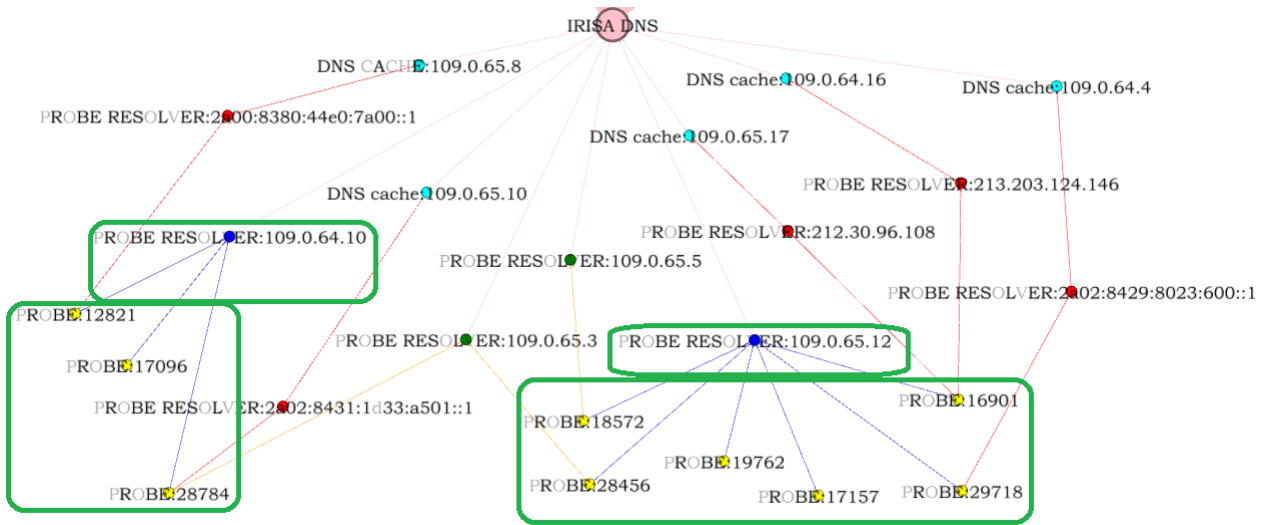 IRISA DNS
DNS CACHE:109.0.65.8
DNS cache:109.0.64.16
DNS cache:109.0.64.4
PROBE RESOLVER:2a00:8380:44e0:7a00::1
DNS cache:109.0.65.17
PROBE RESOLVER:213.203.124.146
DNS cache:109.0.65.10
PROBE RESOLVER:212.30.96.108
PROBE RESOLVER:109.0.64.10
PROBE RESOLVER:109.0.65.5
PROBE RESOLVER:2a02:8429:8023:600::1
PROBE:12821
PROBE RESOLVER:109.0.65.3
PROBE RESOLVER:109.0.65.12
PROBE:17096
PROBE:16901
PROBE RESOLVER:2a02:8431:1d33:a501::1
PROBE:18572
PROBE:19762
PROBE:28456
PROBE:29718
PROBE:28784
PROBE:17157